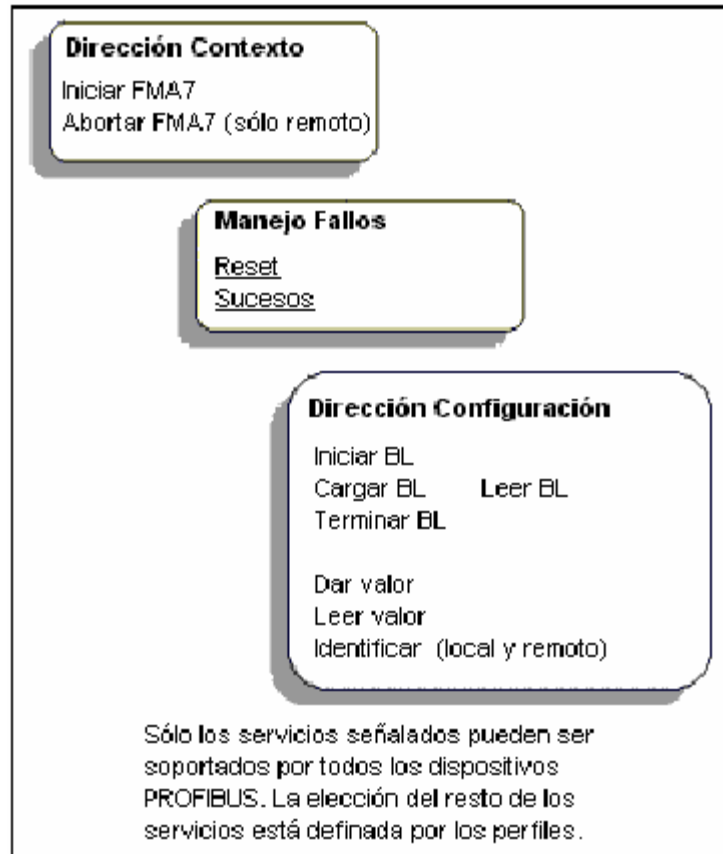 Dirección Contexto
Iniciar FMA7
Abortar FMA7 (sólo remoto)
Manejo Fallos
Reset
Sucesos
Dirección Configuración
Iniciar BL
Cargar BL Leer BL
Terminar BL
Dar valor
Leer valor
Identificar (local y remoto)
Sólo los servicios señalados pueden ser
soportados por todos los dispositivos
PROFIBUS. La elección del resto de los
servicios está definada por los perfiles.